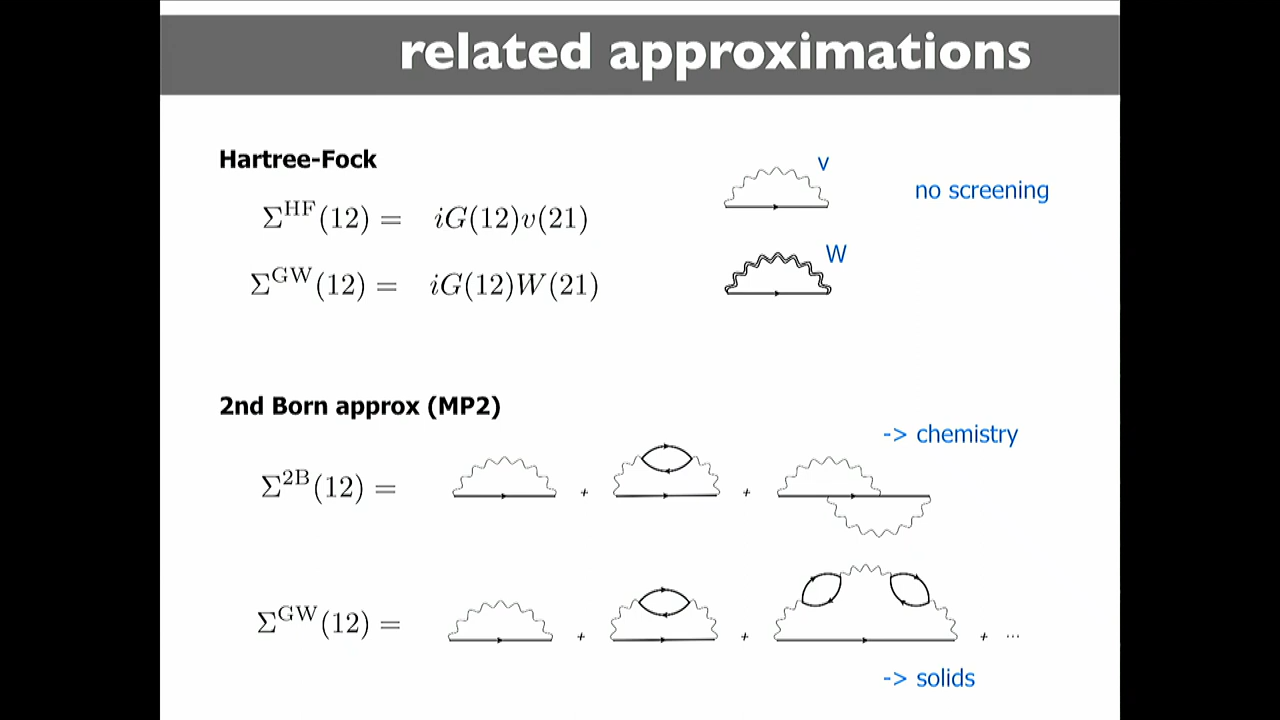 related approximations
Hartree-Fock
v
no screening
Σ^HF(12) = iG(12)v(21)
W
Σ^GW(12) = iG(12)W(21)
2nd Born approx (MP2)
-> chemistry
Σ^2B(12) = + +
Σ^GW(12) = + + + ...
-> solids